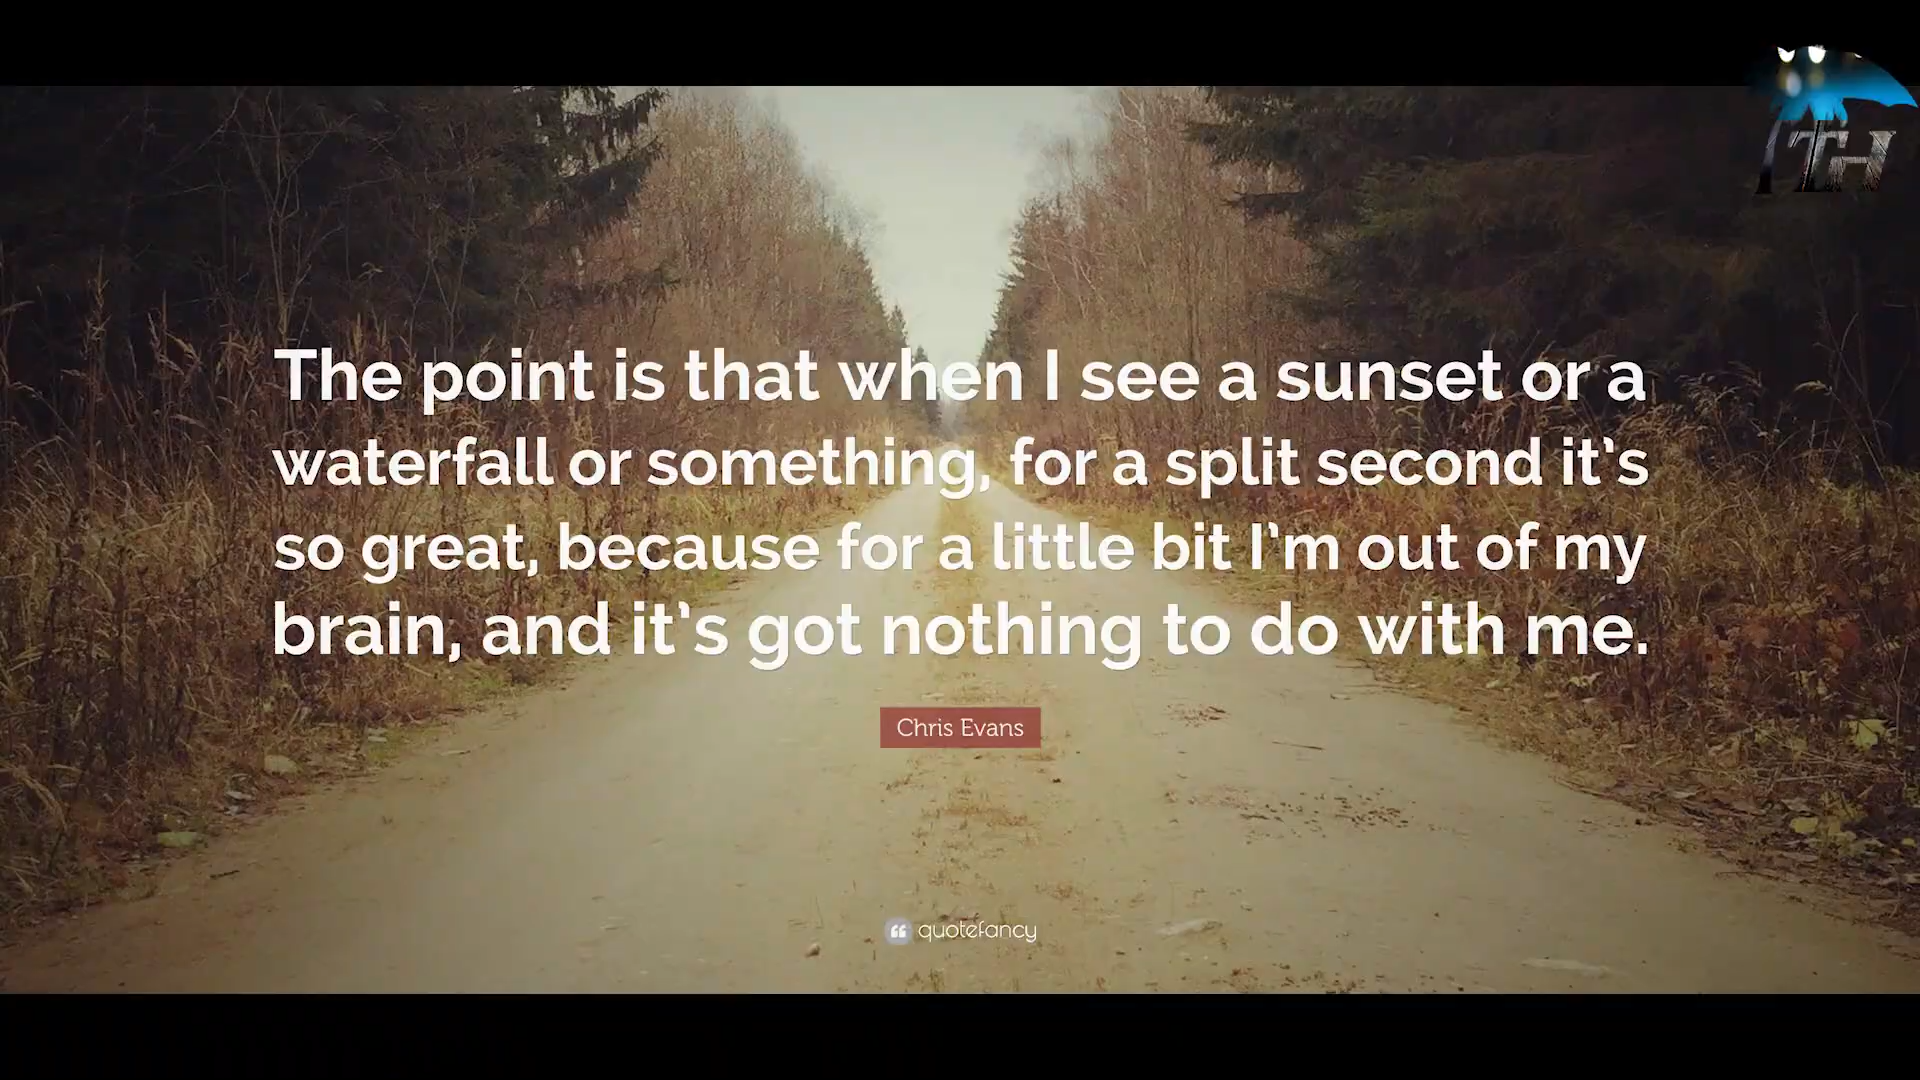 The point is that when I see a sunset or a
waterfall or something, for a split second it’s
so great, because for a little bit I’m out of my
brain, and it’s got nothing to do with me.
Chris Evans
quotefancy
TH